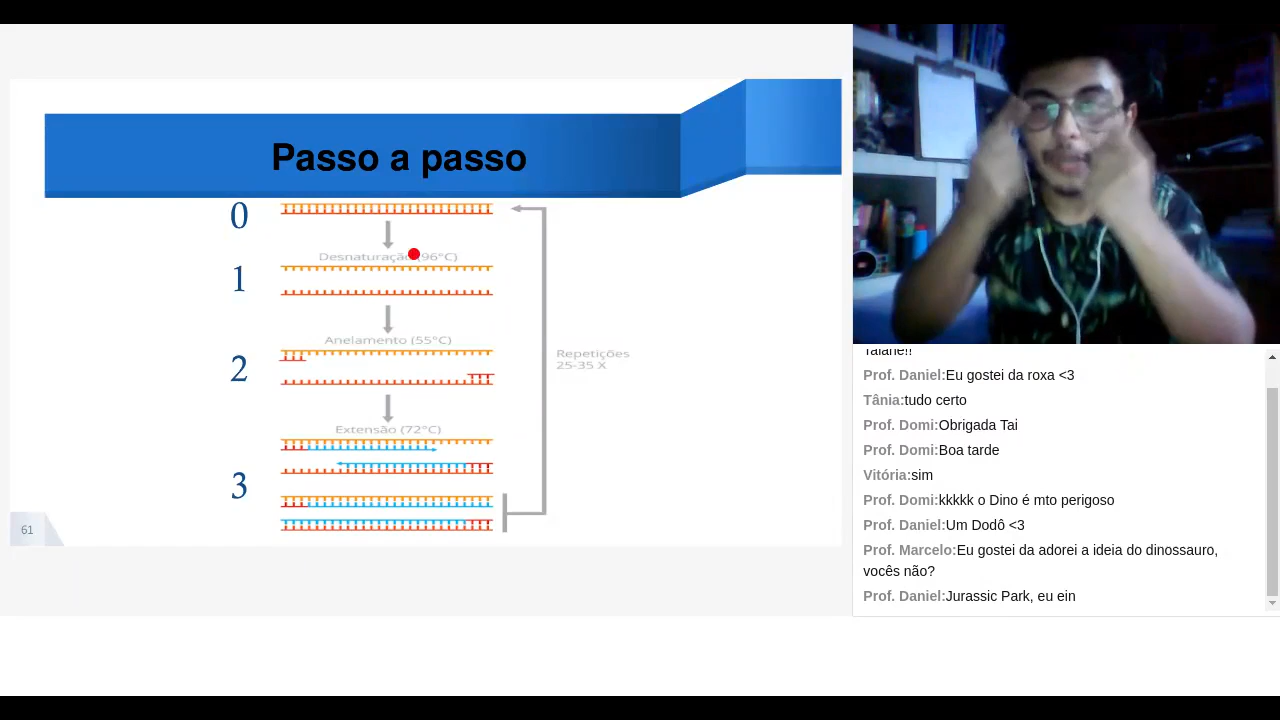 Passo a passo
0
Desnaturação (96°C)
1
Anelamento (55°C)
2
Repetições
25-35 X
Extensão (72°C)
3
61
Taiane!!
Prof. Daniel:Eu gostei da roxa <3
Tânia:tudo certo
Prof. Domi:Obrigada Tai
Prof. Domi:Boa tarde
Vitória:sim
Prof. Domi:kkkkk o Dino é mto perigoso
Prof. Daniel:Um Dodô <3
Prof. Marcelo:Eu gostei da adorei a ideia do dinossauro,
vocês não?
Prof. Daniel:Jurassic Park, eu ein